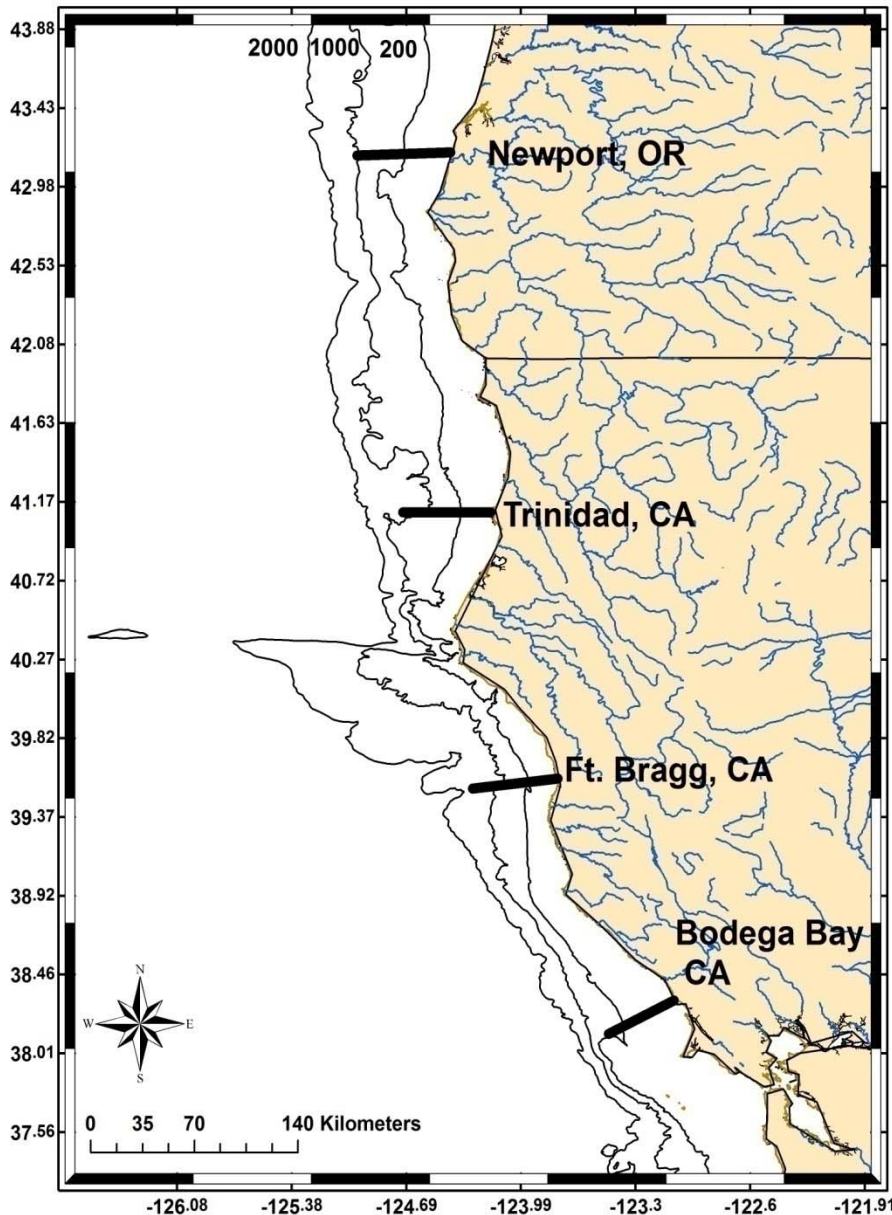 2000 1000 200
43.88
43.43
42.98
42.53
42.08
41.63
41.17
40.72
40.27
39.82
39.37
38.92
38.46
38.01
37.56
Newport, OR
Trinidad, CA
Ft. Bragg, CA
Bodega Bay
CA
N
W E
S
0 35 70 140 Kilometers
-126.08 -125.38 -124.69 -123.99 -123.3 -122.6 -121.91